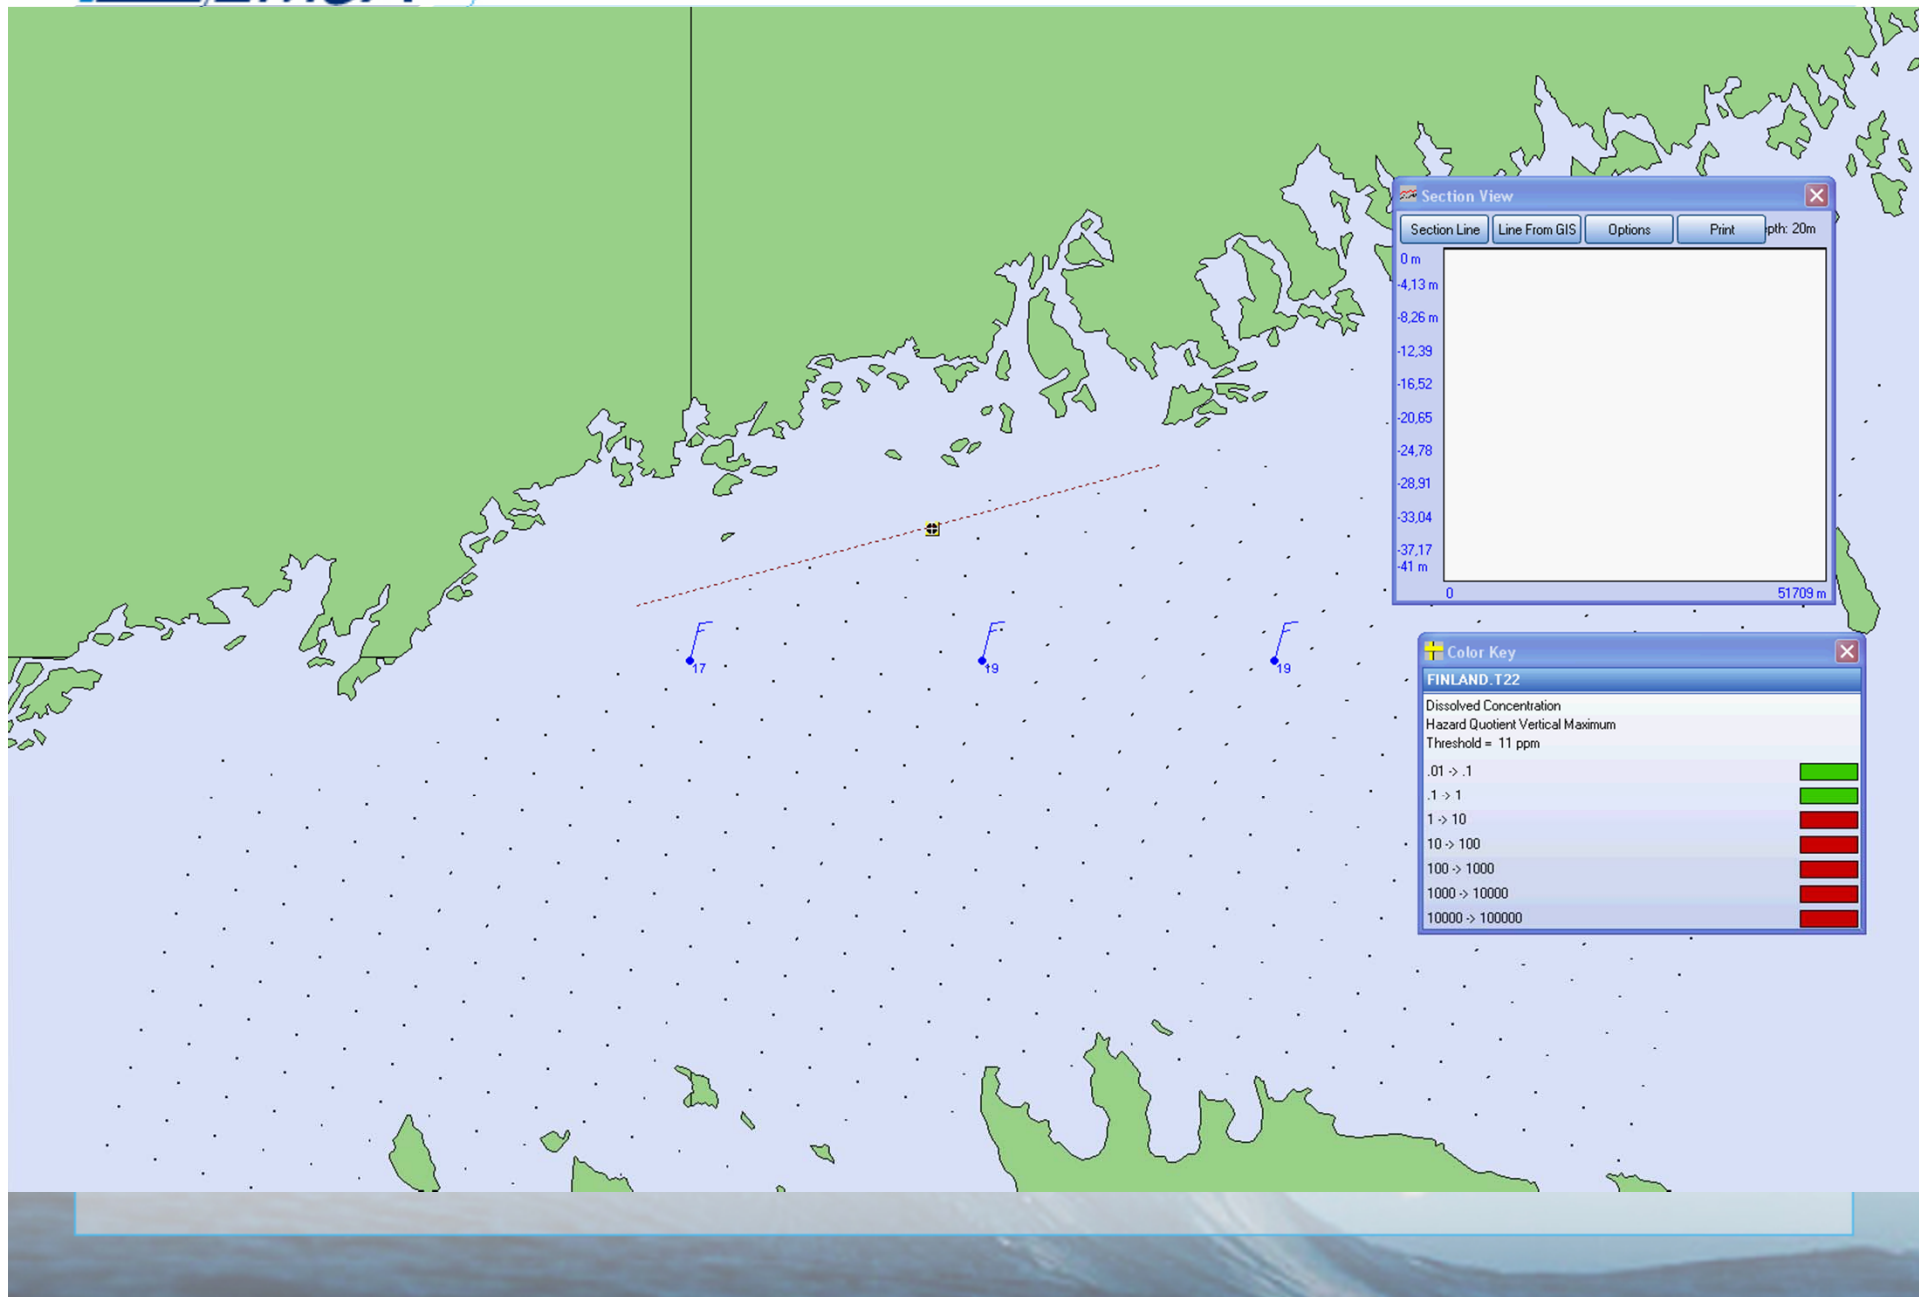 Section View
Section Line Line From GIS Options Print pth: 20m
0 m
-4,13 m
-8,26 m
-12,39
-16,52
-20,65
-24,78
-28,91
-33,04
-37,17
-41 m
0 51709 m
17 19 19
Color Key
FINLAND.T22
Dissolved Concentration
Hazard Quotient Vertical Maximum
Threshold = 11 ppm
.01 -> .1
.1 -> 1
1 -> 10
10 -> 100
100 -> 1000
1000 -> 10000
10000 -> 100000